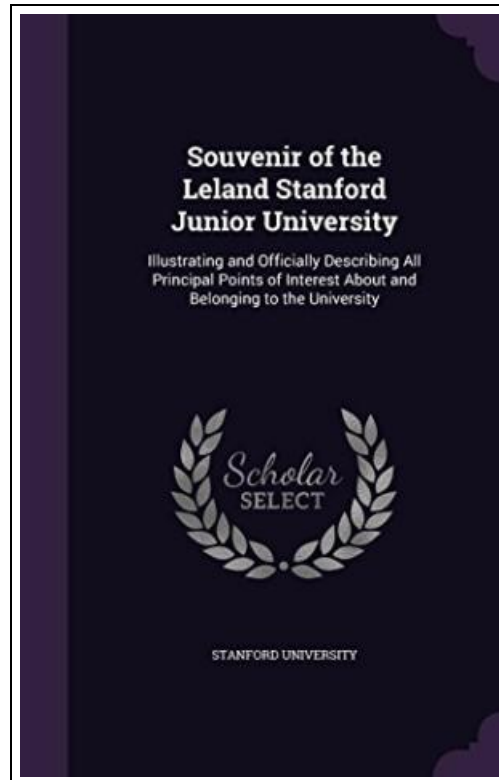 Souvenir of the
Leland Stanford
Junior University
Illustrating and Officially Describing All
Principal Points of Interest About and
Belonging to the University
Scholar
SELECT
STANFORD UNIVERSITY